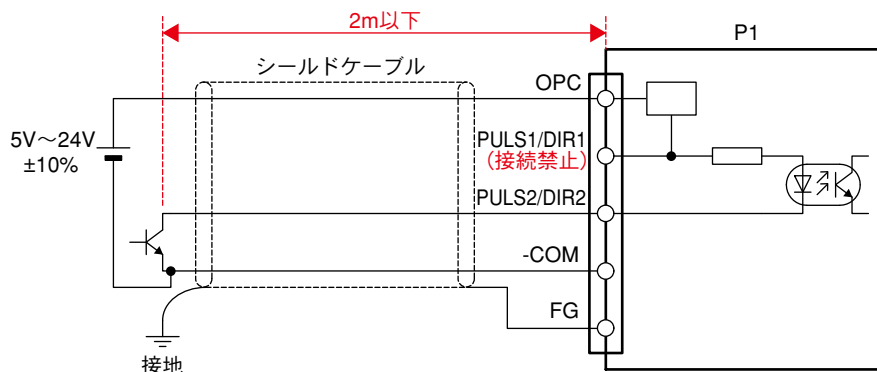 2m以下
P1
シールドケーブル
OPC
5V～24V
±10%
PULS1/DIR1
（接続禁止）
PULS2/DIR2
-COM
FG
接地